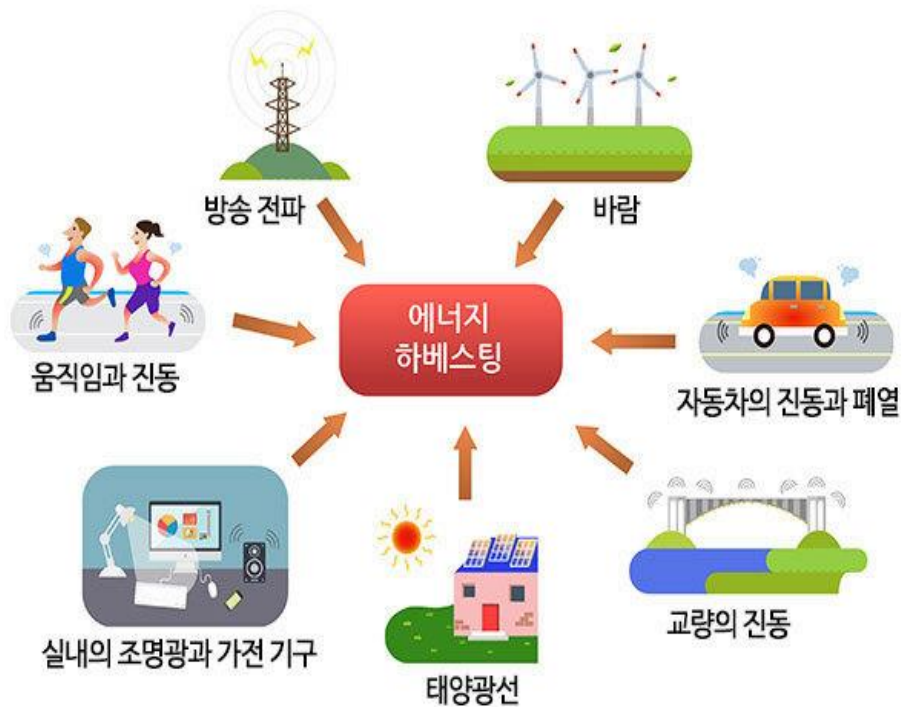 방송 전파
바람
움직임과 진동
에너지
하베스팅
자동차의 진동과 폐열
실내의 조명광과 가전 기구
태양광선
교량의 진동